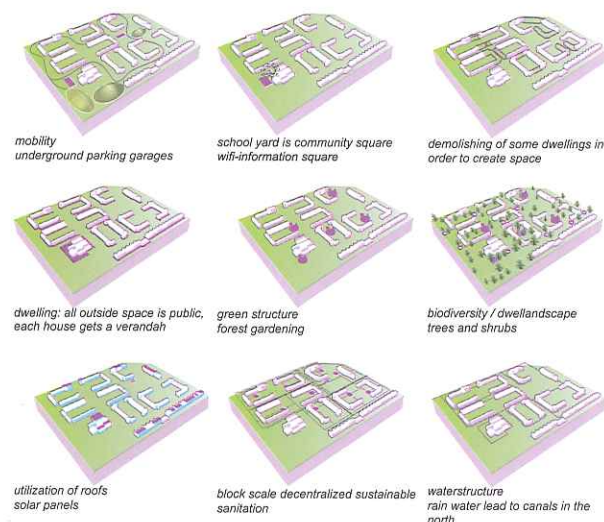 mobility
underground parking garages
school yard is community square
wifi-information square
demolishing of some dwellings in
order to create space
dwelling: all outside space is public,
each house gets a verandah
green structure
forest gardening
biodiversity / dwellandscape
trees and shrubs
utilization of roofs
solar panels
block scale decentralized sustainable
sanitation
waterstructure
rain water lead to canals in the
north